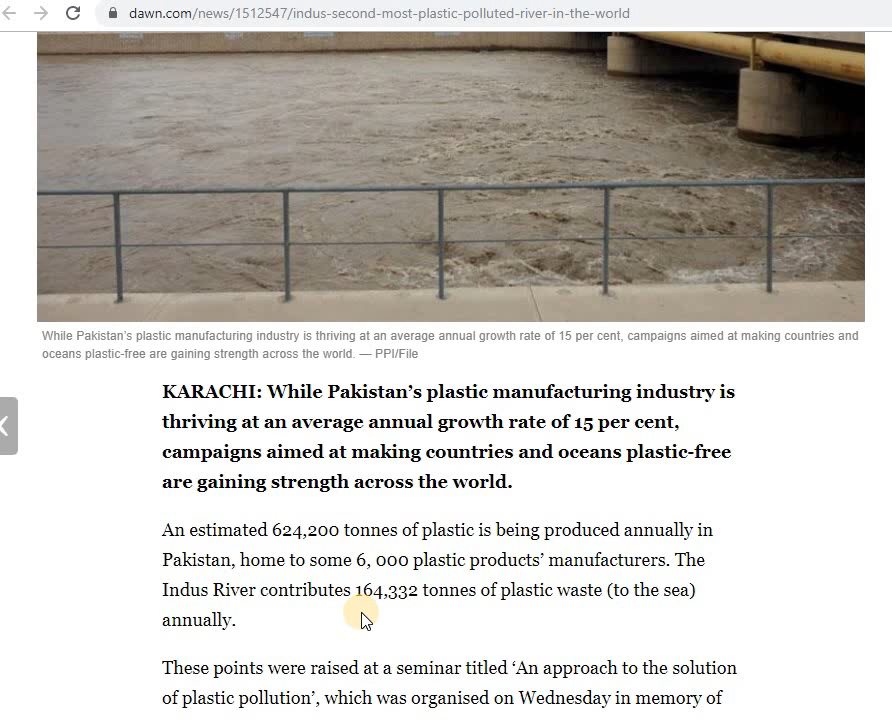 dawn.com/news/1512547/indus-second-most-plastic-polluted-river-in-the-world
While Pakistan's plastic manufacturing industry is thriving at an average annual growth rate of 15 per cent, campaigns aimed at making countries and
oceans plastic-free are gaining strength across the world. — PPI/File
KARACHI: While Pakistan’s plastic manufacturing industry is
thriving at an average annual growth rate of 15 per cent,
campaigns aimed at making countries and oceans plastic-free
are gaining strength across the world.
An estimated 624,200 tonnes of plastic is being produced annually in
Pakistan, home to some 6, 000 plastic products’ manufacturers. The
Indus River contributes 164,332 tonnes of plastic waste (to the sea)
annually.
These points were raised at a seminar titled ‘An approach to the solution
of plastic pollution’, which was organised on Wednesday in memory of